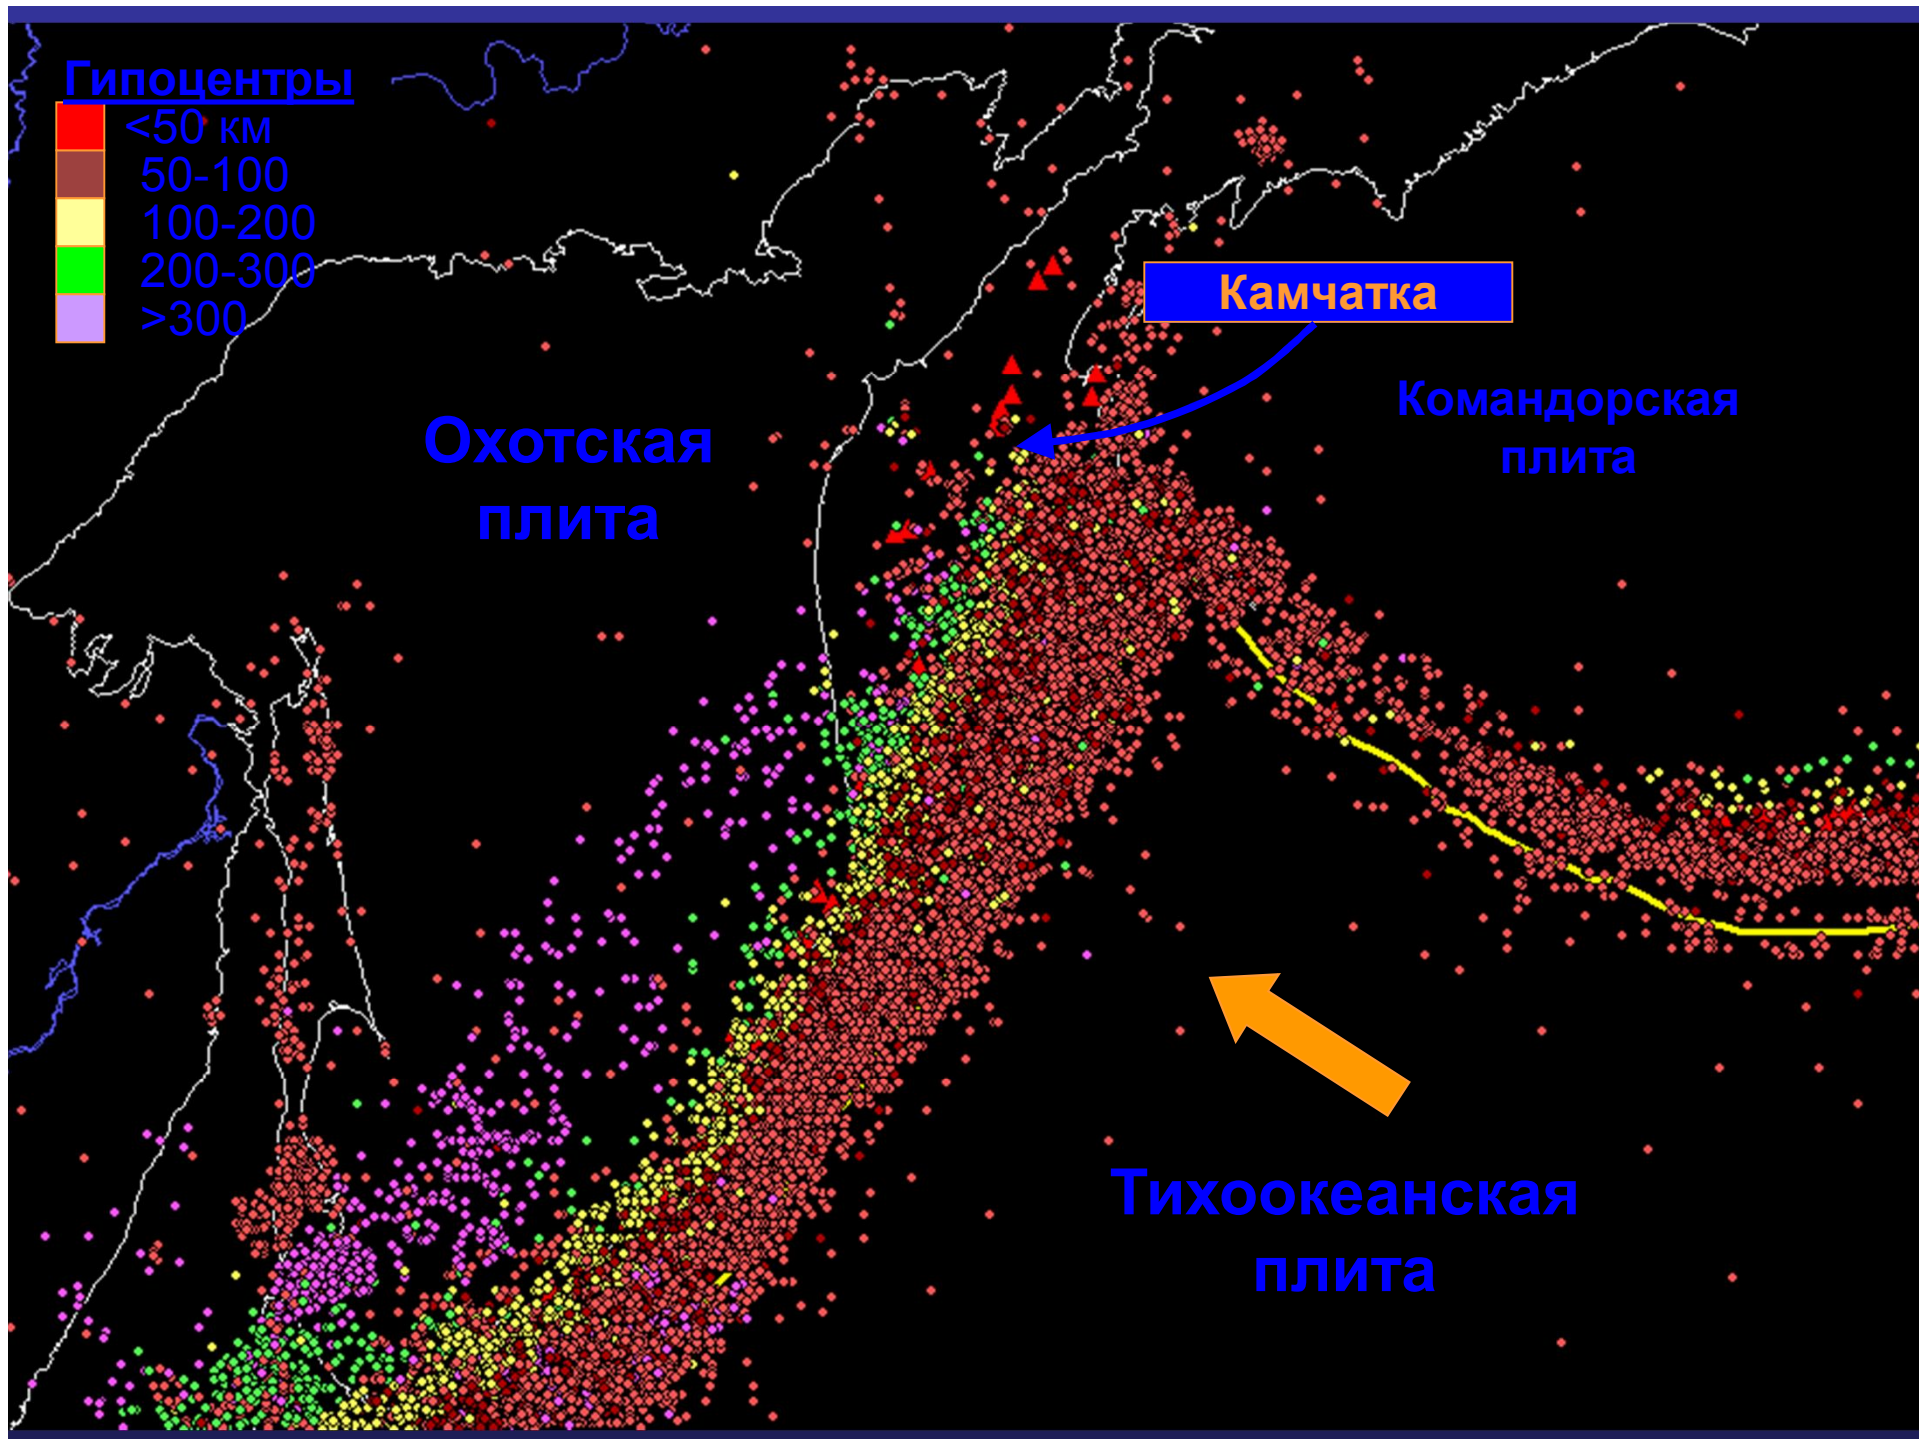 Гипоцентры
<50 км
50-100
100-200
200-300
>300
Камчатка
Командорская
плита
Охотская
плита
Тихоокеанская
плита